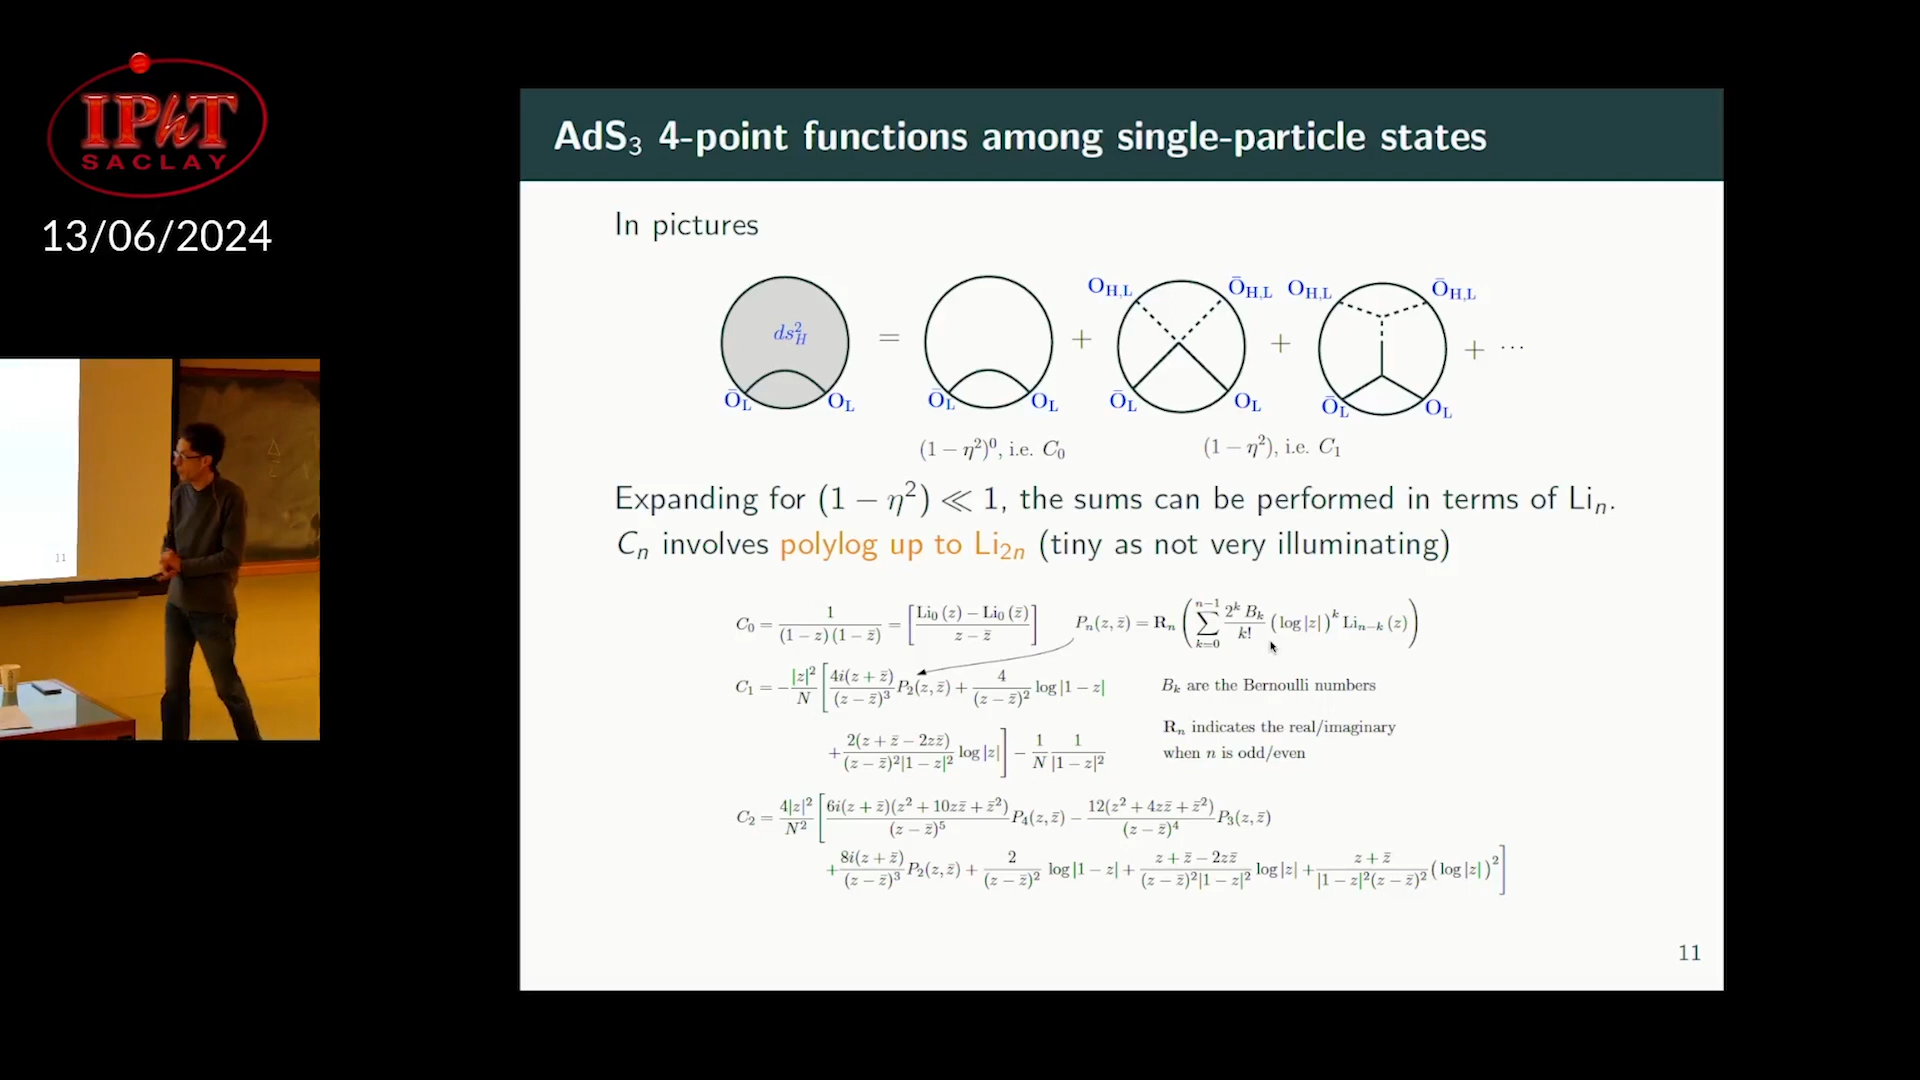 IPhT
SACLAY
13/06/2024
AdS₃ 4-point functions among single-particle states
In pictures
ds²_H = + + + ⋯
O_H,L Ō_H,L O_H,L Ō_H,L
Ō_L O_L Ō_L O_L Ō_L O_L Ō_L O_L
(1 − η²)⁰, i.e. C₀ (1 − η²), i.e. C₁
Expanding for (1 − η²) ≪ 1, the sums can be performed in terms of Li_n.
C_n involves polylog up to Li_2n (tiny as not very illuminating)
C₀ = 1/((1 − z)(1 − z̄)) = [(Li₀(z) − Li₀(z̄))/(z − z̄)] P_n(z, z̄) = R_n (∑_{k=0}^{n−1} (2^k B_k/k!) (log|z|)^k Li_{n−k}(z))
C₁ = −(|z|²/N) [(4i(z + z̄)/(z − z̄)³) P₂(z, z̄) + (4/(z − z̄)²) log|1 − z|
B_k are the Bernoulli numbers
+ (2(z + z̄ − 2zz̄)/((z − z̄)²|1 − z|²)) log|z|] − (1/N) (1/|1 − z|²)
R_n indicates the real/imaginary
when n is odd/even
C₂ = (4|z|²/N²) [(6i(z + z̄)(z² + 10zz̄ + z̄²)/(z − z̄)⁵) P₄(z, z̄) − (12(z² + 4zz̄ + z̄²)/(z − z̄)⁴) P₃(z, z̄)
+ (8i(z + z̄)/(z − z̄)³) P₂(z, z̄) + (2/(z − z̄)²) log|1 − z| + ((z + z̄ − 2zz̄)/((z − z̄)²|1 − z|²)) log|z| + ((z + z̄)/(|1 − z|²(z − z̄)²)) (log|z|)²]
11
11